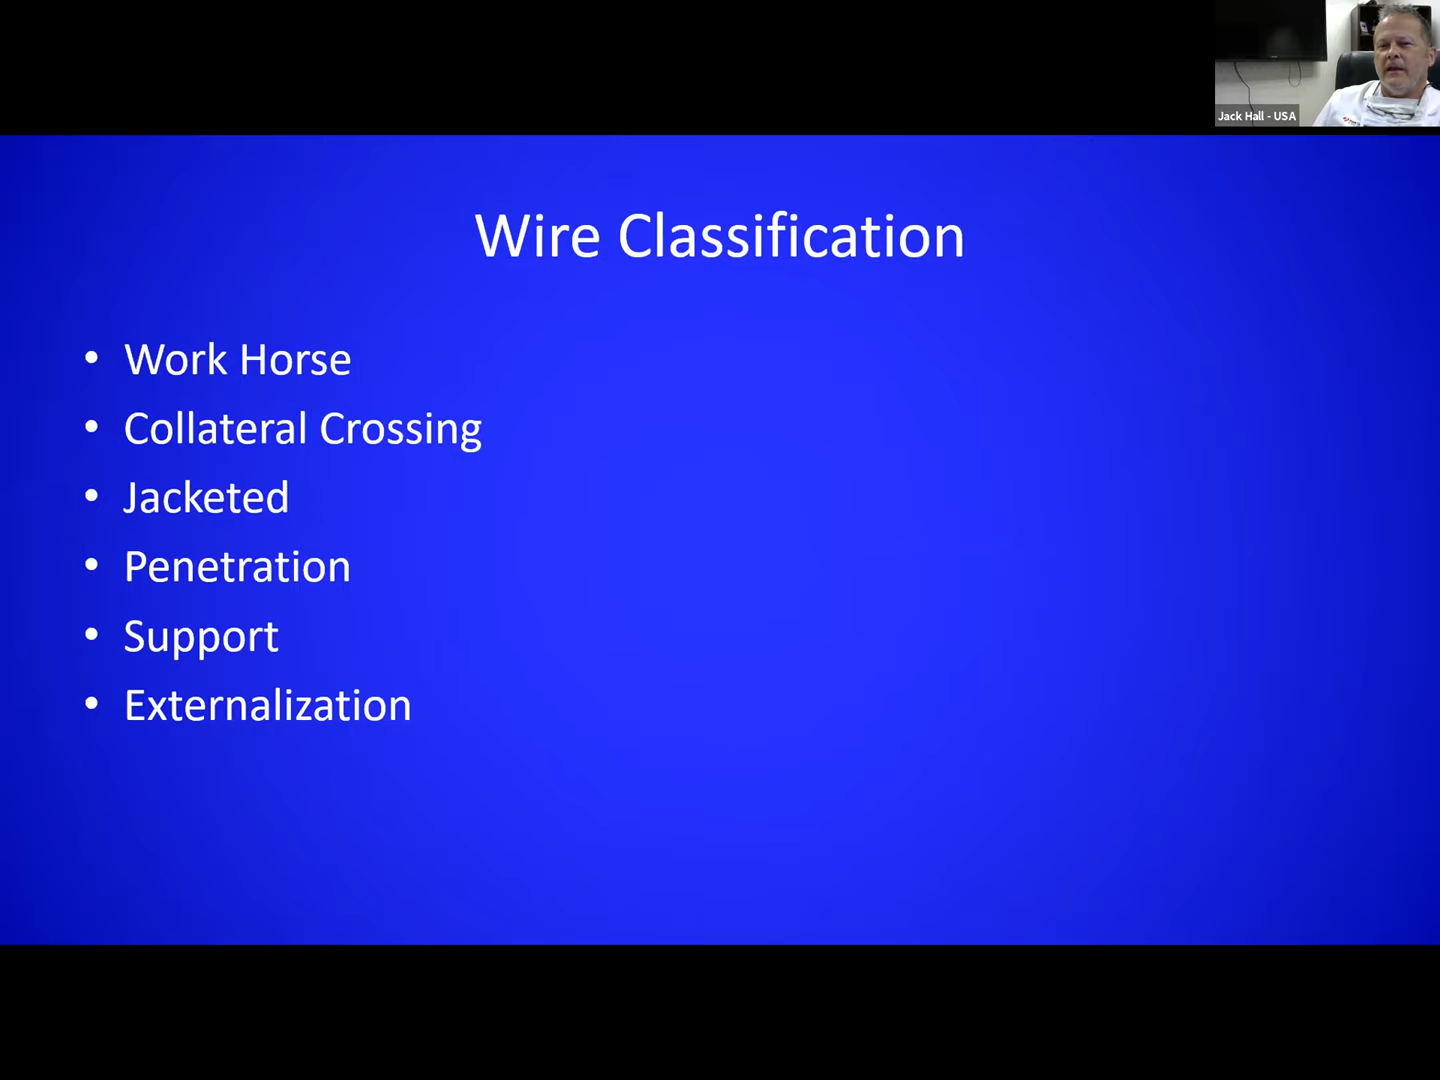 Jack Hall - USA
Wire Classification
• Work Horse
• Collateral Crossing
• Jacketed
• Penetration
• Support
• Externalization